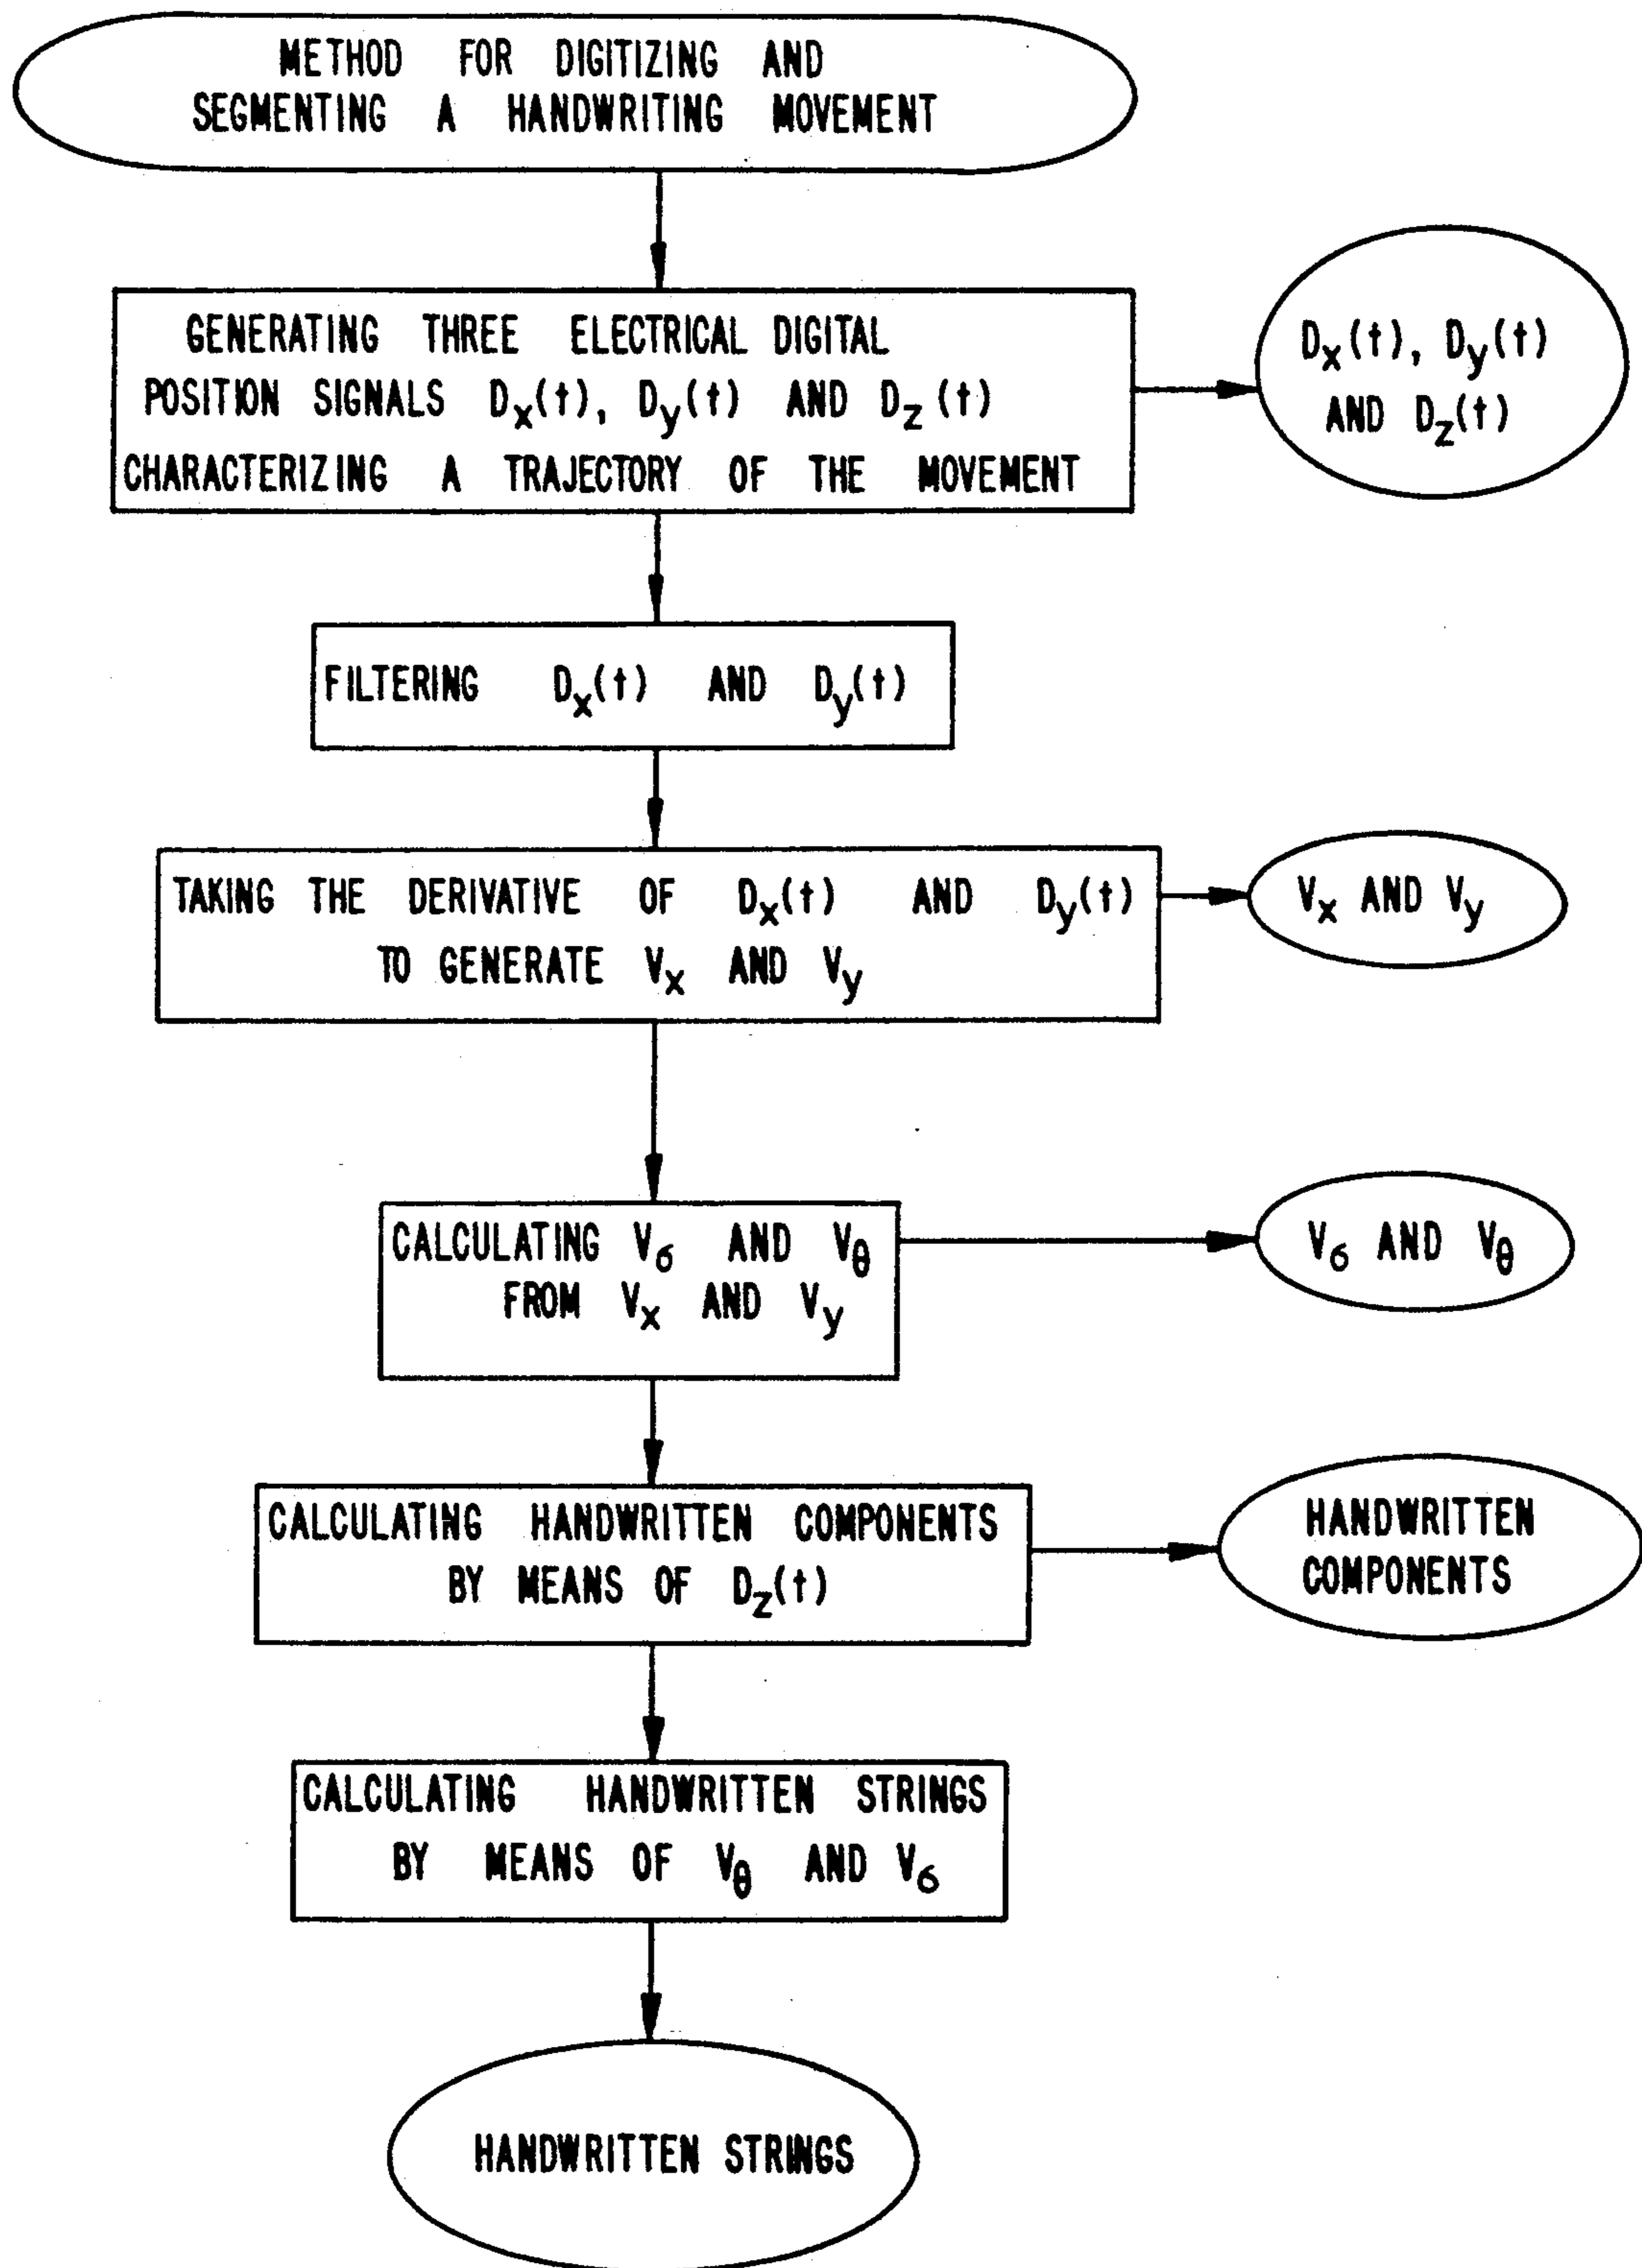 METHOD FOR DIGITIZING AND
SEGMENTING A HANDWRITING MOVEMENT
GENERATING THREE ELECTRICAL DIGITAL
POSITION SIGNALS Dx(t), Dy(t) AND Dz(t)
CHARACTERIZING A TRAJECTORY OF THE MOVEMENT
Dx(t), Dy(t)
AND Dz(t)
FILTERING Dx(t) AND Dy(t)
TAKING THE DERIVATIVE OF Dx(t) AND Dy(t)
TO GENERATE Vx AND Vy
Vx AND Vy
CALCULATING Vσ AND Vθ
FROM Vx AND Vy
Vσ AND Vθ
CALCULATING HANDWRITTEN COMPONENTS
BY MEANS OF Dz(t)
HANDWRITTEN
COMPONENTS
CALCULATING HANDWRITTEN STRINGS
BY MEANS OF Vθ AND Vσ
HANDWRITTEN STRINGS